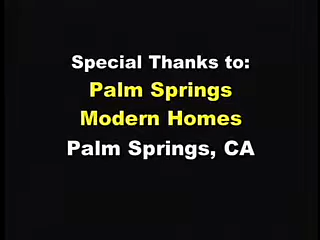 Special Thanks to:
Palm Springs
Modern Homes
Palm Springs, CA